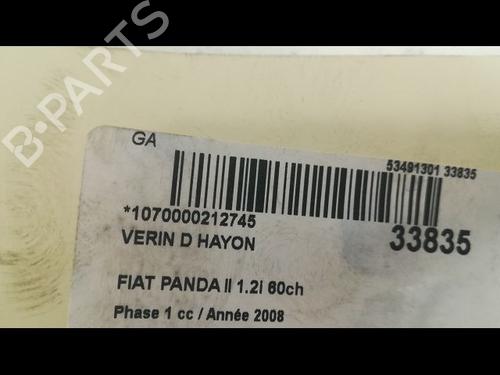 B-PARTS
GA
53491301 33835
*1070000212745
33835
VERIN D HAYON
FIAT PANDA II 1.2i 60ch
Phase 1 cc / Année 2008